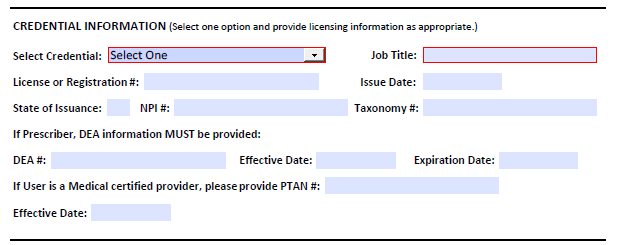 CREDENTIAL INFORMATION (Select one option and provide licensing information as appropriate.)
Select Credential: Select One Job Title:
License or Registration #: Issue Date:
State of Issuance: NPI #: Taxonomy #:
If Prescriber, DEA information MUST be provided:
DEA #: Effective Date: Expiration Date:
If User is a Medical certified provider, please provide PTAN #:
Effective Date: